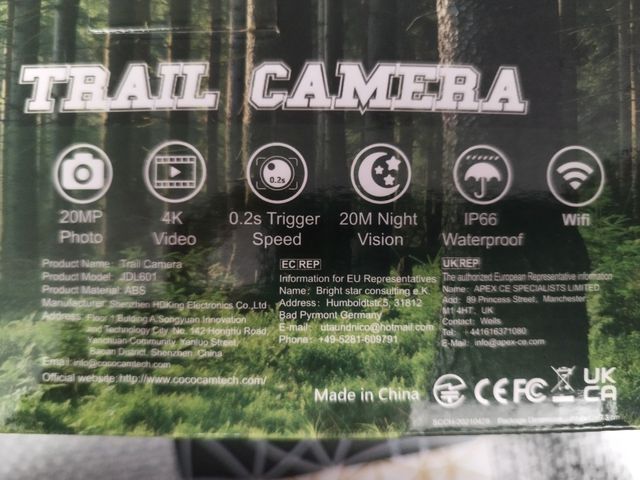 TRAIL CAMERA
0.2s
20MP
Photo
4K
Video
0.2s Trigger
Speed
20M Night
Vision
IP66
Waterproof
Wifi
Product Name: Trail Camera
Product Model: JDL601
Product Material: ABS
Manufacturer: Shenzhen HDKing Electronics Co.,Ltd.
Address: Floor 1 Building A,Songyuan Innovation
and Technology City, No. 142 Honghu Road,
Yanchuan Community, Yanluo Street,
Baoan District, Shenzhen, China
Email: info@cococamtech.com
Official website: http://www.cococamtech.com/
EC REP
Information for EU Representatives
Name: Bright star consulting e.K
Address: Humboldtstr.5, 31812
Bad Pyrmont Germany
E-mail: utaundnico@hotmail.com
Phone: +49-5281-609791
UK REP
The authorized European Representative information
Name: APEX CE SPECIALISTS LIMITED
Add: 89 Princess Street, Manchester,
M1 4HT, UK
Contact: Wells
Tel: +441616371080
E-Mail: info@apex-ce.com
Made in China
CE FC UK
CA